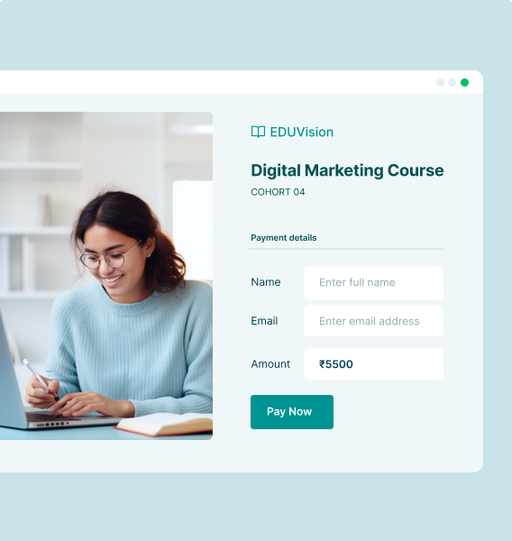 EDUVision
Digital Marketing Course
COHORT 04
Payment details
Name Enter full name
Email Enter email address
Amount ₹5500
Pay Now